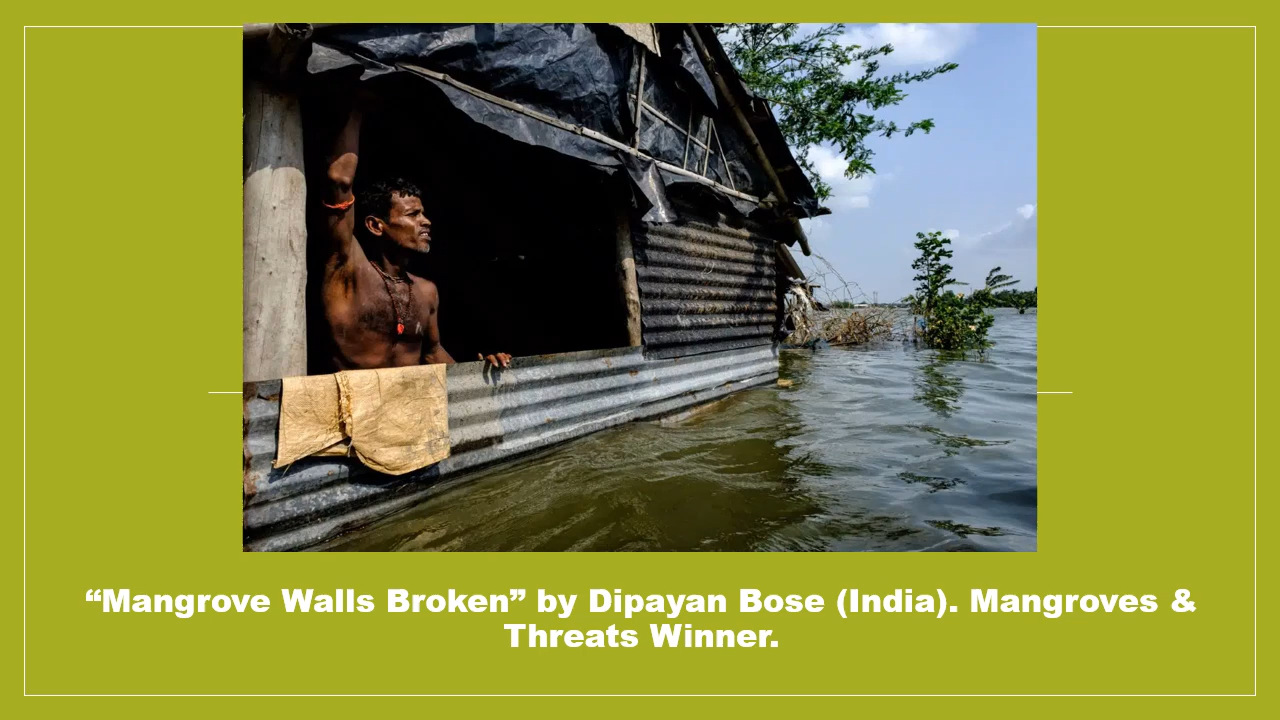 “Mangrove Walls Broken” by Dipayan Bose (India). Mangroves &
Threats Winner.